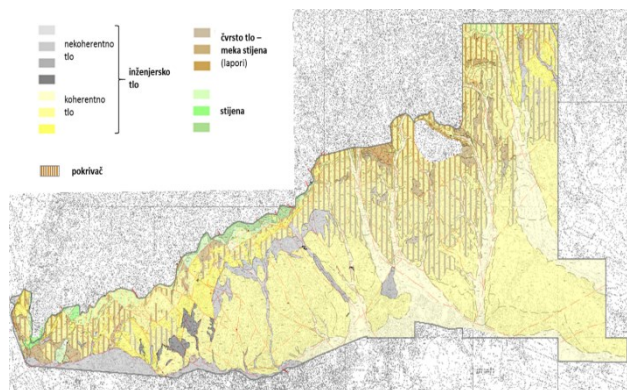 nekoherentno
tlo
inženjersko
tlo
koherentno
tlo
pokrivač
čvrsto tlo –
meka stijena
(lapori)
stijena